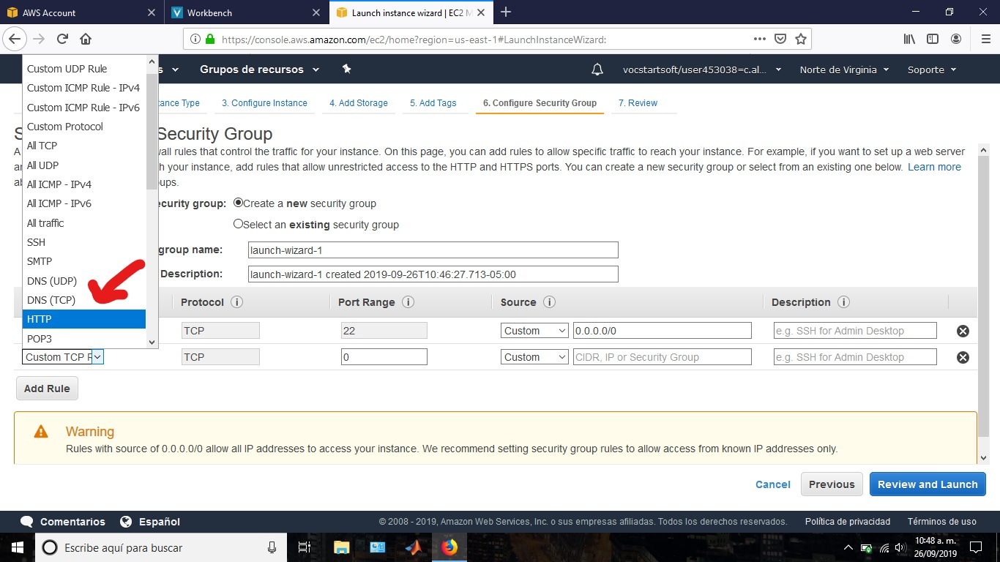 AWS Account
Workbench
Launch instance wizard | EC2 M
https://console.aws.amazon.com/ec2/home?region=us-east-1#LaunchInstanceWizard:
s
Grupos de recursos
vocstartsoft/user453038=c.al...
Norte de Virginia
Soporte
Custom UDP Rule
Custom ICMP Rule - IPv4
Custom ICMP Rule - IPv6
Custom Protocol
All TCP
All UDP
All ICMP - IPv4
All ICMP - IPv6
All traffic
SSH
SMTP
DNS (UDP)
DNS (TCP)
HTTP
POP3
tance Type
3. Configure Instance
4. Add Storage
5. Add Tags
6. Configure Security Group
7. Review
S Security Group
A wall rules that control the traffic for your instance. On this page, you can add rules to allow specific traffic to reach your instance. For example, if you want to set up a web server
an h your instance, add rules that allow unrestricted access to the HTTP and HTTPS ports. You can create a new security group or select from an existing one below. Learn more
ab ups.
ecurity group:
Create a new security group
Select an existing security group
group name:
launch-wizard-1
Description:
launch-wizard-1 created 2019-09-26T10:46:27.713-05:00
Protocol
Port Range
Source
Description
TCP
22
Custom
0.0.0.0/0
e.g. SSH for Admin Desktop
Custom TCP R
TCP
0
Custom
CIDR, IP or Security Group
e.g. SSH for Admin Desktop
Add Rule
Warning
Rules with source of 0.0.0.0/0 allow all IP addresses to access your instance. We recommend setting security group rules to allow access from known IP addresses only.
Cancel
Previous
Review and Launch
Comentarios
Español
© 2008 - 2019, Amazon Web Services, Inc. o sus empresas afiliadas. Todos los derechos reservados.
Política de privacidad
Términos de uso
Escribe aquí para buscar
10:48 a. m.
26/09/2019